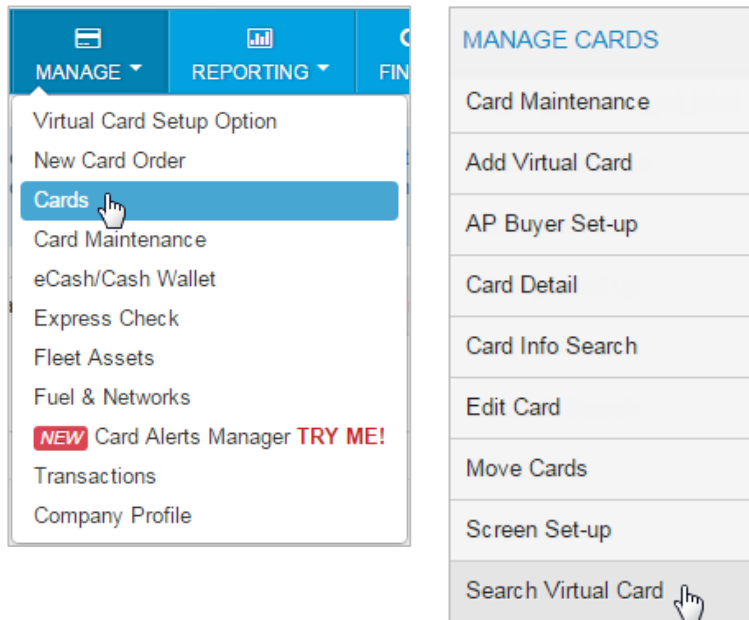 MANAGE
REPORTING
FIN
Virtual Card Setup Option
New Card Order
Cards
Card Maintenance
eCash/Cash Wallet
Express Check
Fleet Assets
Fuel & Networks
NEW Card Alerts Manager TRY ME!
Transactions
Company Profile
MANAGE CARDS
Card Maintenance
Add Virtual Card
AP Buyer Set-up
Card Detail
Card Info Search
Edit Card
Move Cards
Screen Set-up
Search Virtual Card